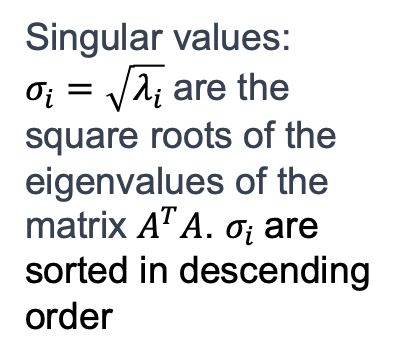 Singular values:
σᵢ = √λᵢ are the
square roots of the
eigenvalues of the
matrix AᵀA. σᵢ are
sorted in descending
order